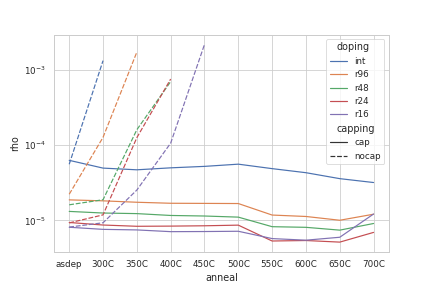 doping
int
r96
r48
r24
r16
capping
cap
nocap
10⁻³
10⁻⁴
10⁻⁵
rho
asdep 300C 350C 400C 450C 500C 550C 600C 650C 700C
anneal